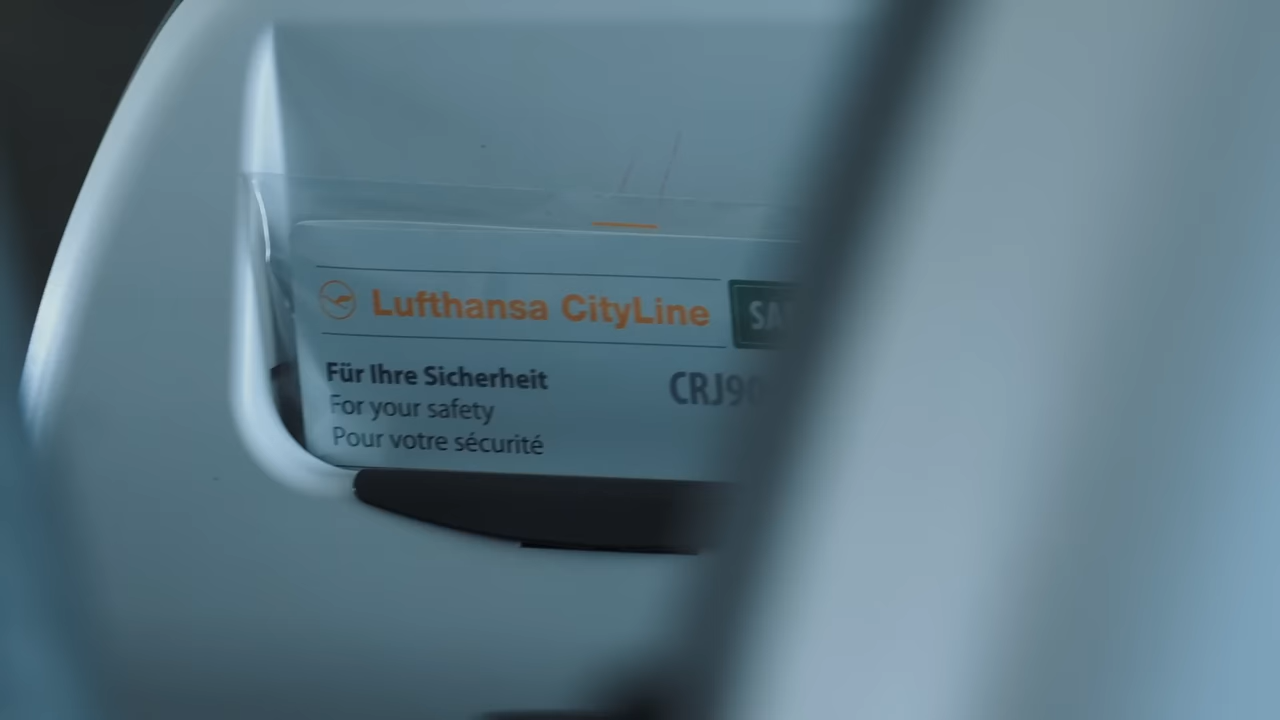 Lufthansa CityLine
Für Ihre Sicherheit
For your safety
Pour votre sécurité